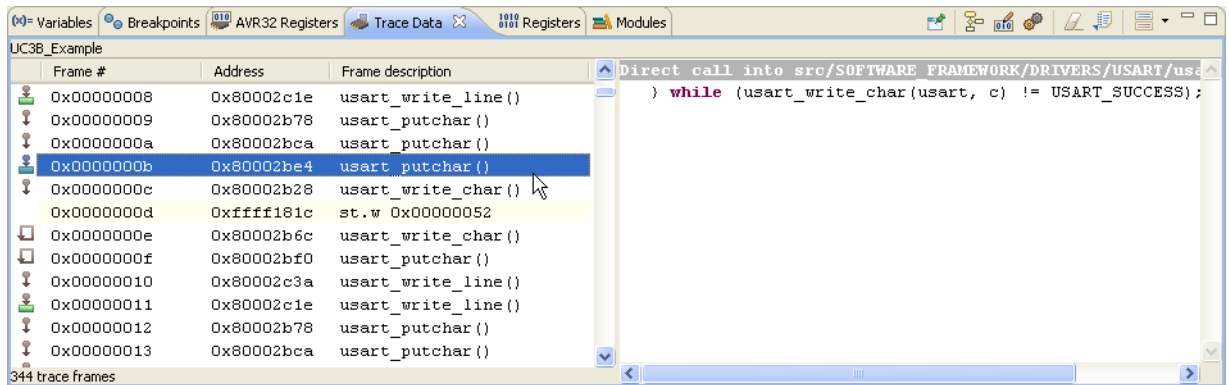 (x)= Variables Breakpoints AVR32 Registers Trace Data Registers Modules
UC3B_Example
Frame # Address Frame description
0x00000008 0x80002c1e usart_write_line()
0x00000009 0x80002b78 usart_putchar()
0x0000000a 0x80002bca usart_putchar()
0x0000000b 0x80002be4 usart_putchar()
0x0000000c 0x80002b28 usart_write_char()
0x0000000d 0xffff181c st.w 0x00000052
0x0000000e 0x80002b6c usart_write_char()
0x0000000f 0x80002bf0 usart_putchar()
0x00000010 0x80002c3a usart_write_line()
0x00000011 0x80002c1e usart_write_line()
0x00000012 0x80002b78 usart_putchar()
0x00000013 0x80002bca usart_putchar()
344 trace frames
Direct call into src/SOFTWARE_FRAMEWORK/DRIVERS/USART/usa
} while (usart_write_char(usart, c) != USART_SUCCESS);